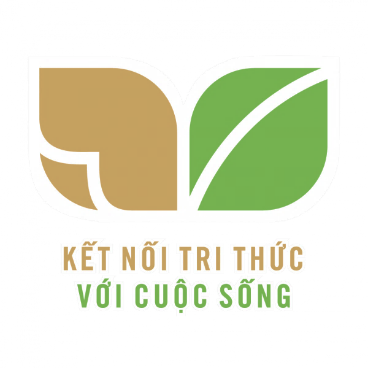 KẾT NỐI TRI THỨC
VỚI CUỘC SỐNG